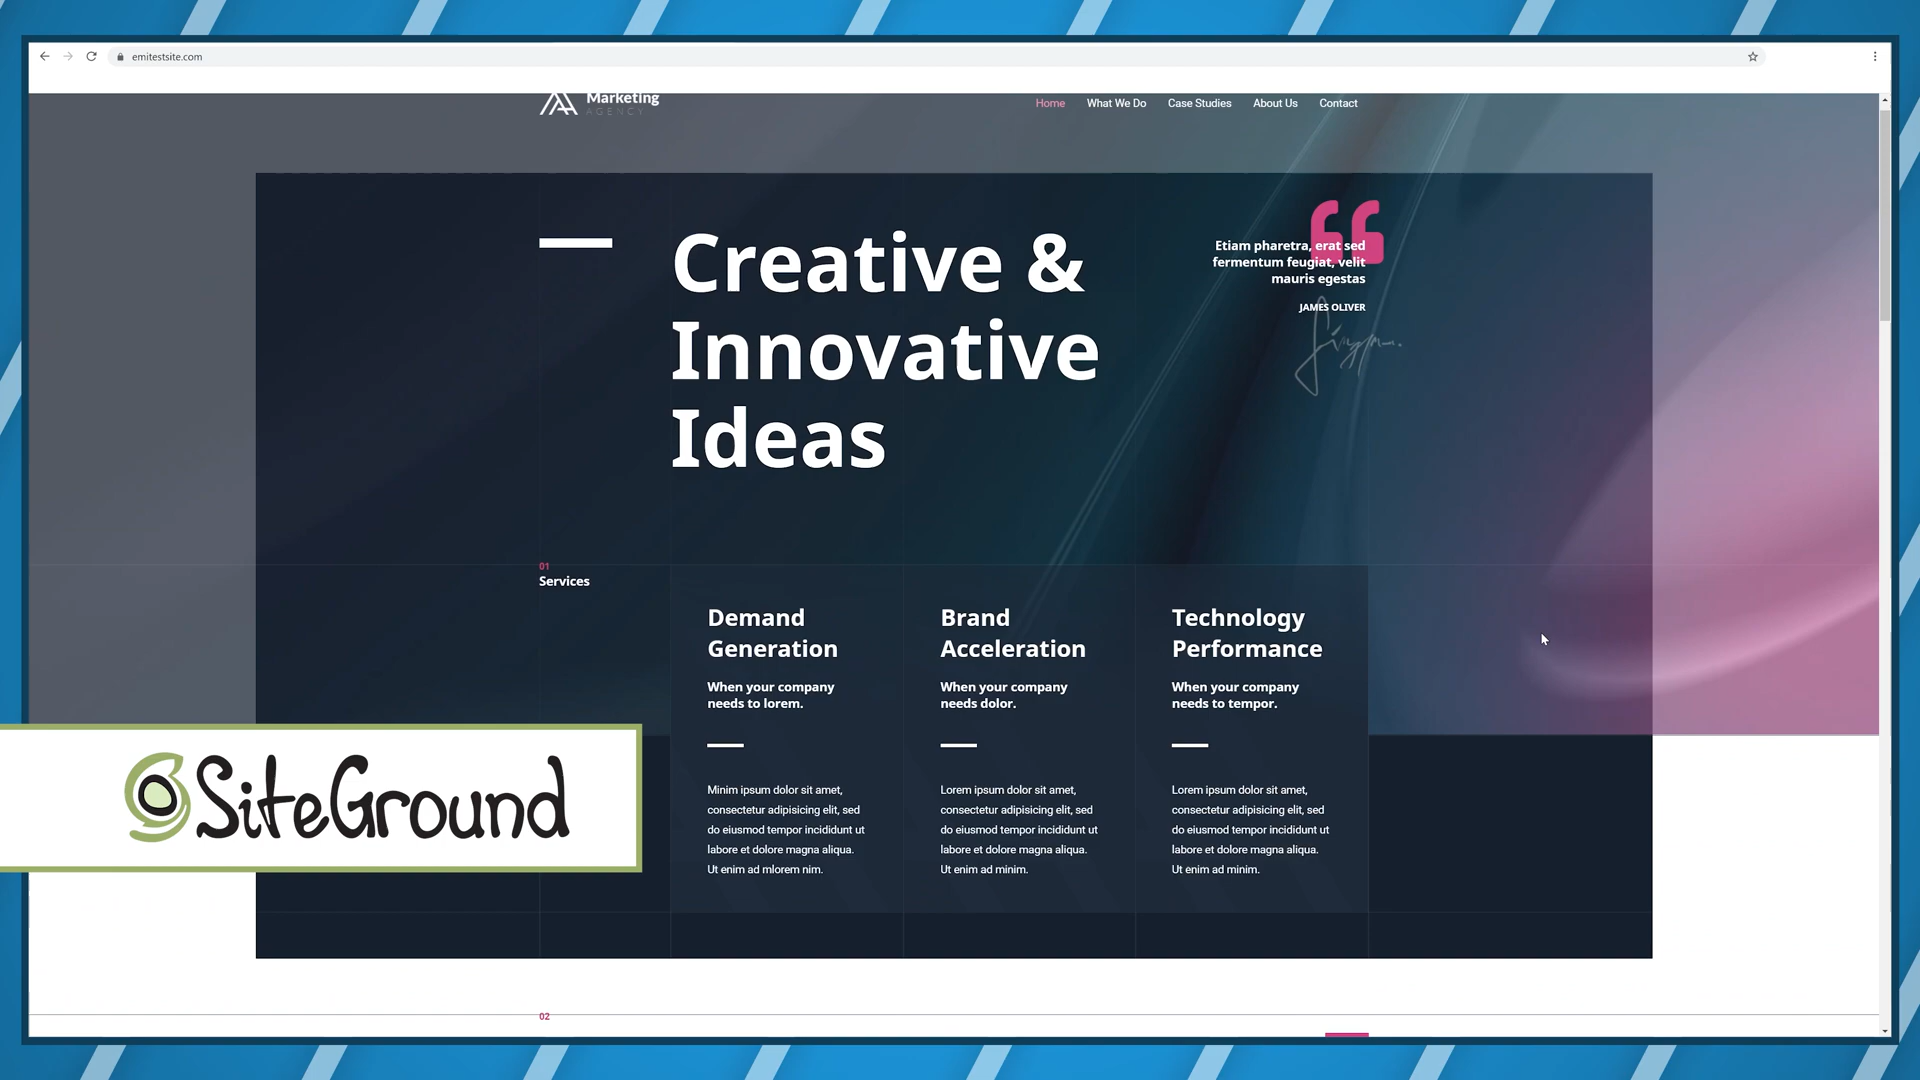 emitestsite.com
Marketing
AGENCY
Home What We Do Case Studies About Us Contact
Creative &
Innovative
Ideas
Etiam pharetra, erat sed
fermentum feugiat, velit
mauris egestas
JAMES OLIVER
01
Services
Demand
Generation
When your company
needs to lorem.
Minim ipsum dolor sit amet,
consectetur adipisicing elit, sed
do eiusmod tempor incididunt ut
labore et dolore magna aliqua.
Ut enim ad mlorem nim.
Brand
Acceleration
When your company
needs dolor.
Lorem ipsum dolor sit amet,
consectetur adipisicing elit, sed
do eiusmod tempor incididunt ut
labore et dolore magna aliqua.
Ut enim ad minim.
Technology
Performance
When your company
needs to tempor.
Lorem ipsum dolor sit amet,
consectetur adipisicing elit, sed
do eiusmod tempor incididunt ut
labore et dolore magna aliqua.
Ut enim ad minim.
SiteGround
02